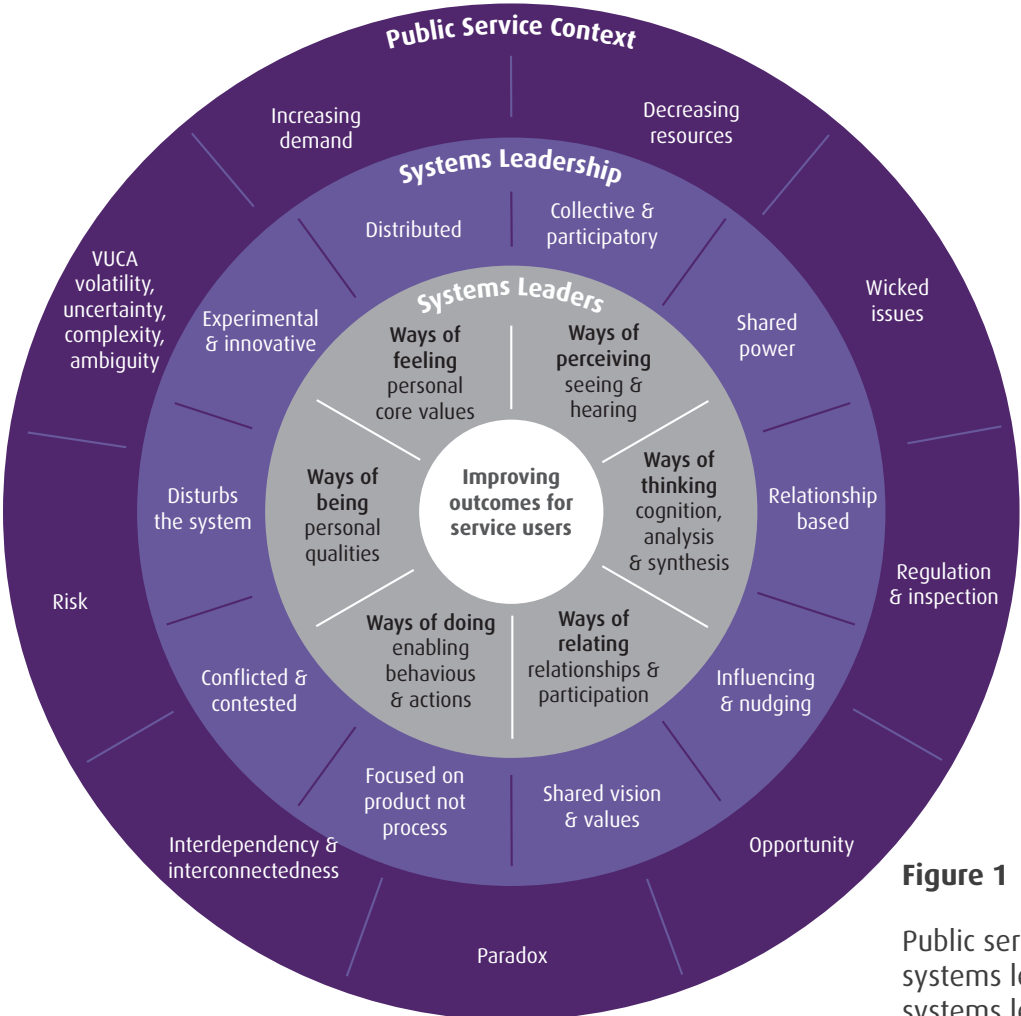 Public Service Context
Increasing
demand
Decreasing
resources
Wicked
issues
Regulation
& inspection
Opportunity
Paradox
Interdependency &
interconnectedness
Risk
VUCA
volatility,
uncertainty,
complexity,
ambiguity
Systems Leadership
Distributed
Collective &
participatory
Shared
power
Relationship
based
Influencing
& nudging
Shared vision
& values
Focused on
product not
process
Conflicted &
contested
Disturbs
the system
Experimental
& innovative
Systems Leaders
Ways of
feeling
personal
core values
Ways of
perceiving
seeing &
hearing
Ways of
thinking
cognition,
analysis
& synthesis
Ways of
relating
relationships &
participation
Ways of doing
enabling
behavious
& actions
Ways of
being
personal
qualities
Improving
outcomes for
service users
Figure 1
Public
systems
systems